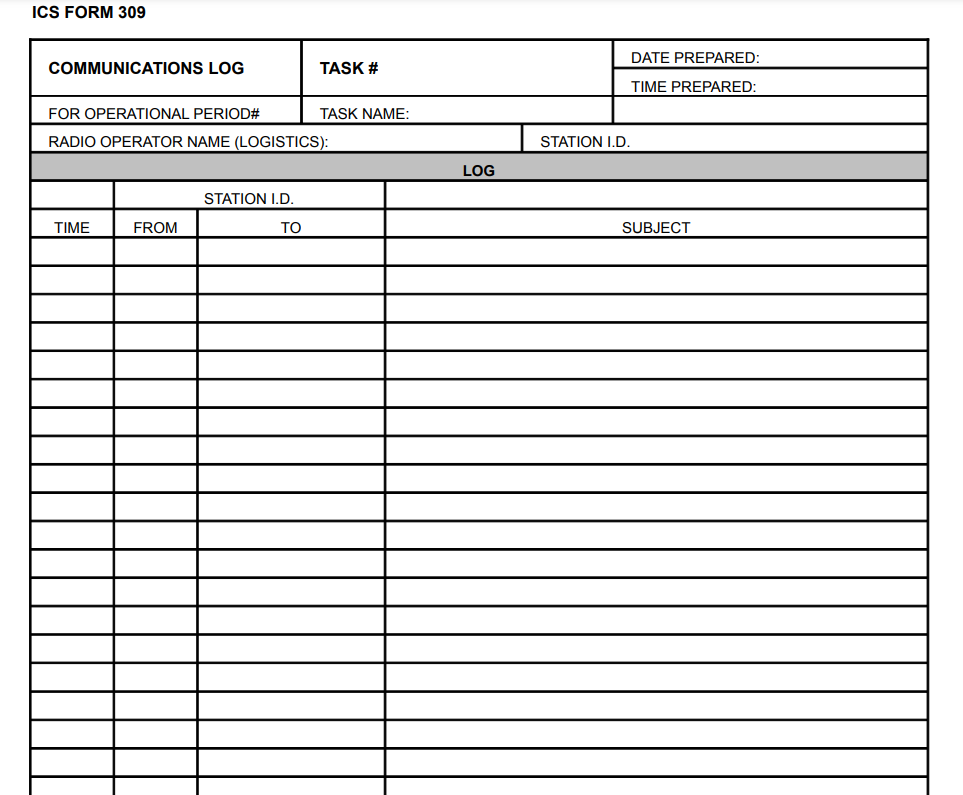 ICS FORM 309
COMMUNICATIONS LOG
TASK #
DATE PREPARED:
TIME PREPARED:
FOR OPERATIONAL PERIOD#
TASK NAME:
RADIO OPERATOR NAME (LOGISTICS):
STATION I.D.
LOG
STATION I.D.
TIME
FROM
TO
SUBJECT